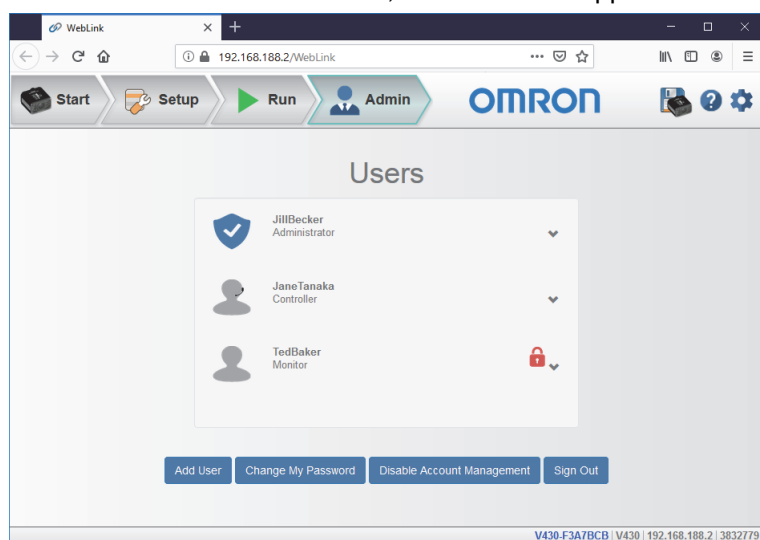 WebLink
192.168.188.2/WebLink
Start Setup Run Admin OMRON
Users
JillBecker
Administrator
JaneTanaka
Controller
TedBaker
Monitor
Add User Change My Password Disable Account Management Sign Out
V430-F3A7BCB | V430 | 192.168.188.2 | 3832779